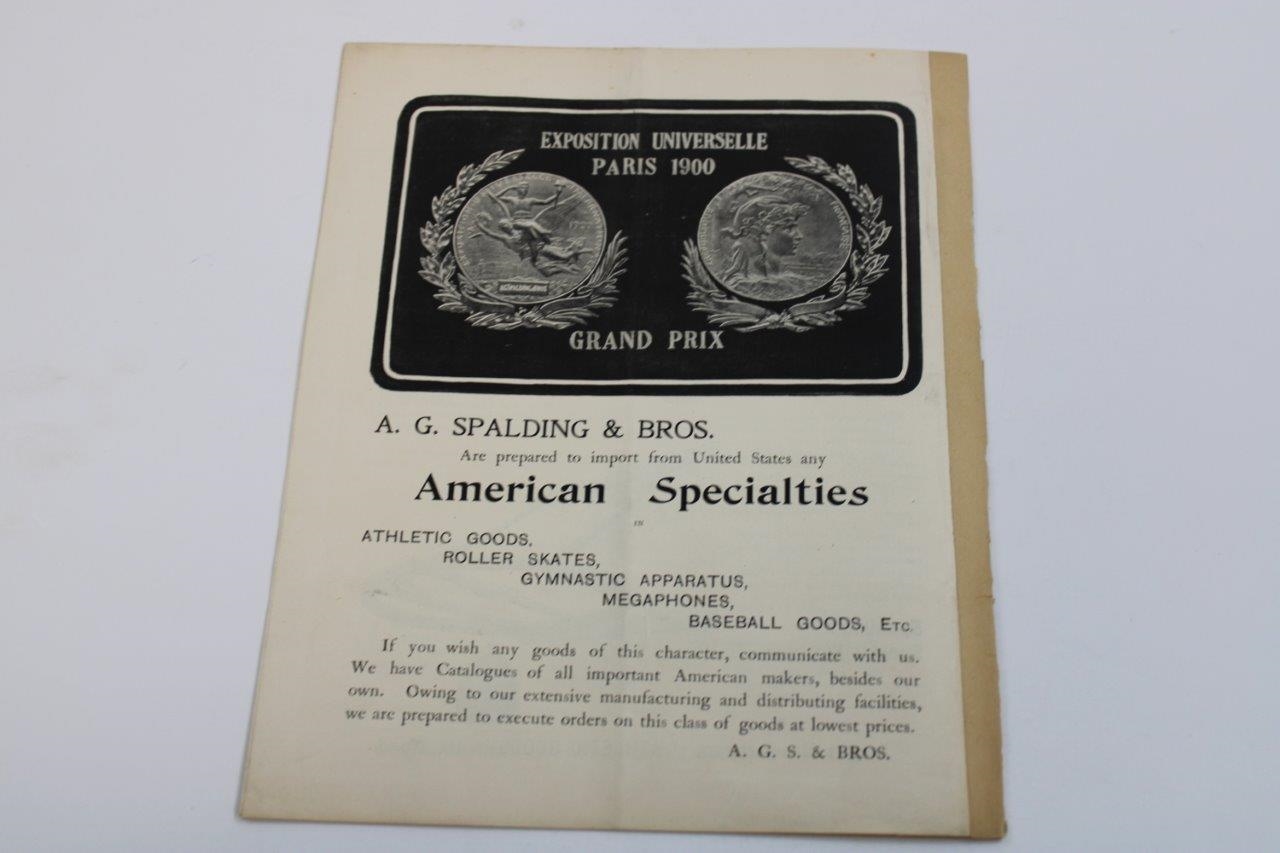 EXPOSITION UNIVERSELLE
PARIS 1900
GRAND PRIX
A. G. SPALDING & BROS.
Are prepared to import from United States any
American Specialties
IN
ATHLETIC GOODS,
ROLLER SKATES,
GYMNASTIC APPARATUS,
MEGAPHONES,
BASEBALL GOODS, ETC.
If you wish any goods of this character, communicate with us.
We have Catalogues of all important American makers, besides our
own. Owing to our extensive manufacturing and distributing facilities,
we are prepared to execute orders on this class of goods at lowest prices.
A. G. S. & BROS.